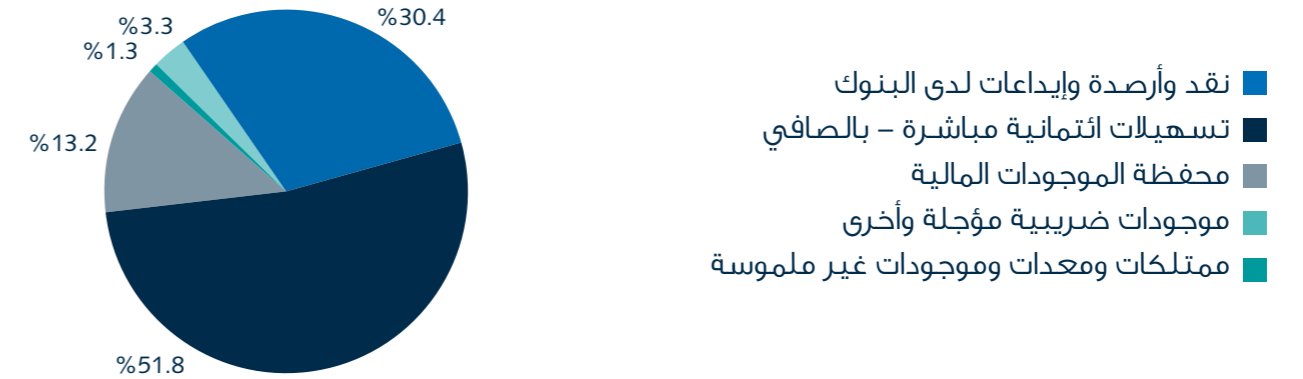 %30.4
%3.3
%1.3
%13.2
%51.8
نقد وأرصدة وإيداعات لدى البنوك
تسهيلات ائتمانية مباشرة – بالصافي
محفظة الموجودات المالية
موجودات ضريبية مؤجلة وأخرى
ممتلكات ومعدات وموجودات غير ملموسة